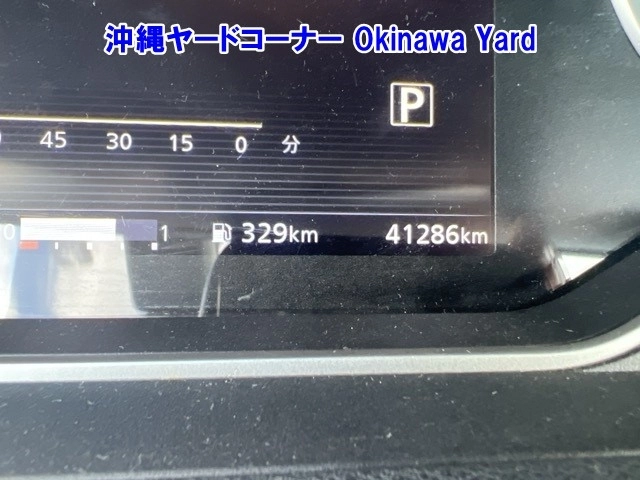 沖縄ヤードコーナー Okinawa Yard
P
45 30 15 0 分
0 1 329km 41286km